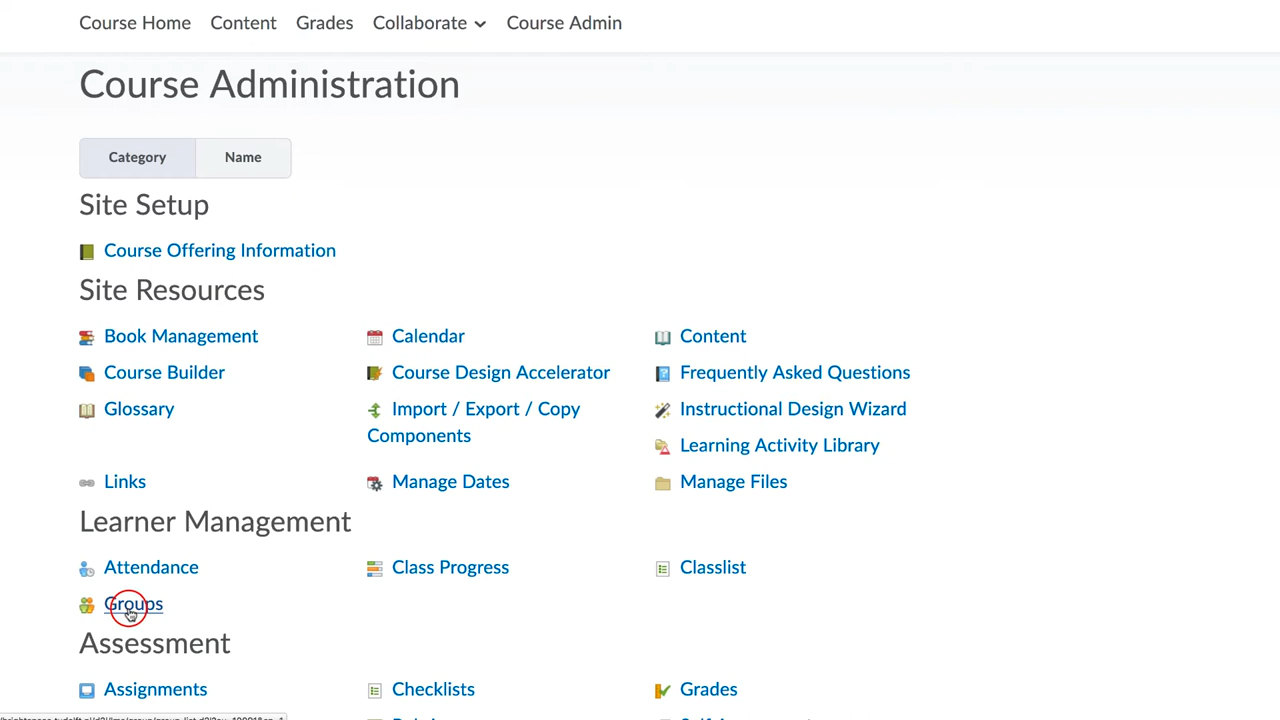 Course Home Content Grades Collaborate Course Admin
Course Administration
Category Name
Site Setup
Course Offering Information
Site Resources
Book Management Calendar Content
Course Builder Course Design Accelerator Frequently Asked Questions
Glossary Import / Export / Copy Components Instructional Design Wizard
Learning Activity Library
Links Manage Dates Manage Files
Learner Management
Attendance Class Progress Classlist
Groups
Assessment
Assignments Checklists Grades